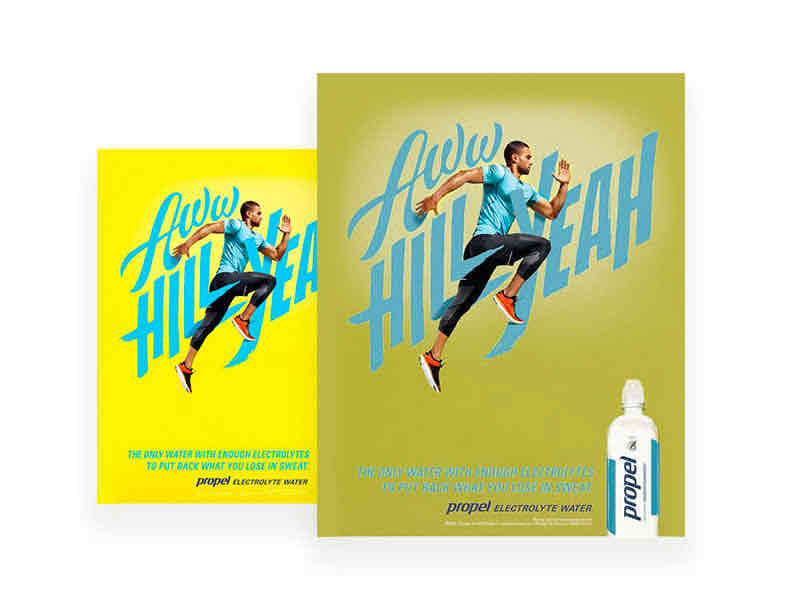 Aww
HILL YEAH
THE ONLY WATER WITH ENOUGH ELECTROLYTES
TO PUT BACK WHAT YOU LOSE IN SWEAT.
propel ELECTROLYTE WATER
Aww
HILL YEA
THE ONLY WATER WITH ENOUGH ELECTROLYTES
TO PUT BACK WHAT YOU LOSE IN SWEAT.
propel ELECTROLYTE WATER
propel